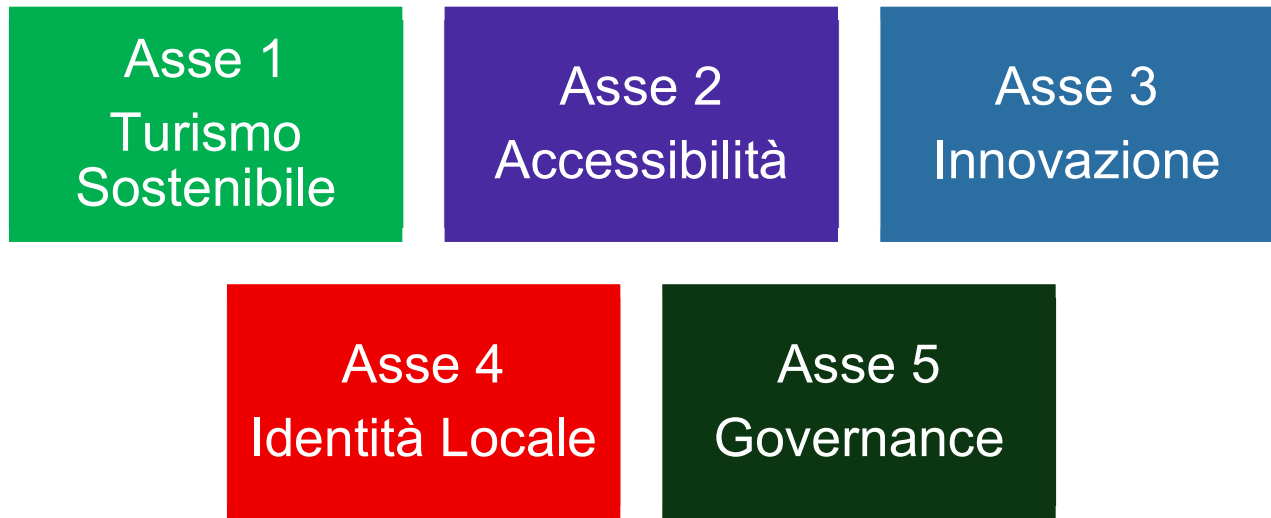 Asse 1
Turismo
Sostenibile
Asse 2
Accessibilità
Asse 3
Innovazione
Asse 4
Identità Locale
Asse 5
Governance